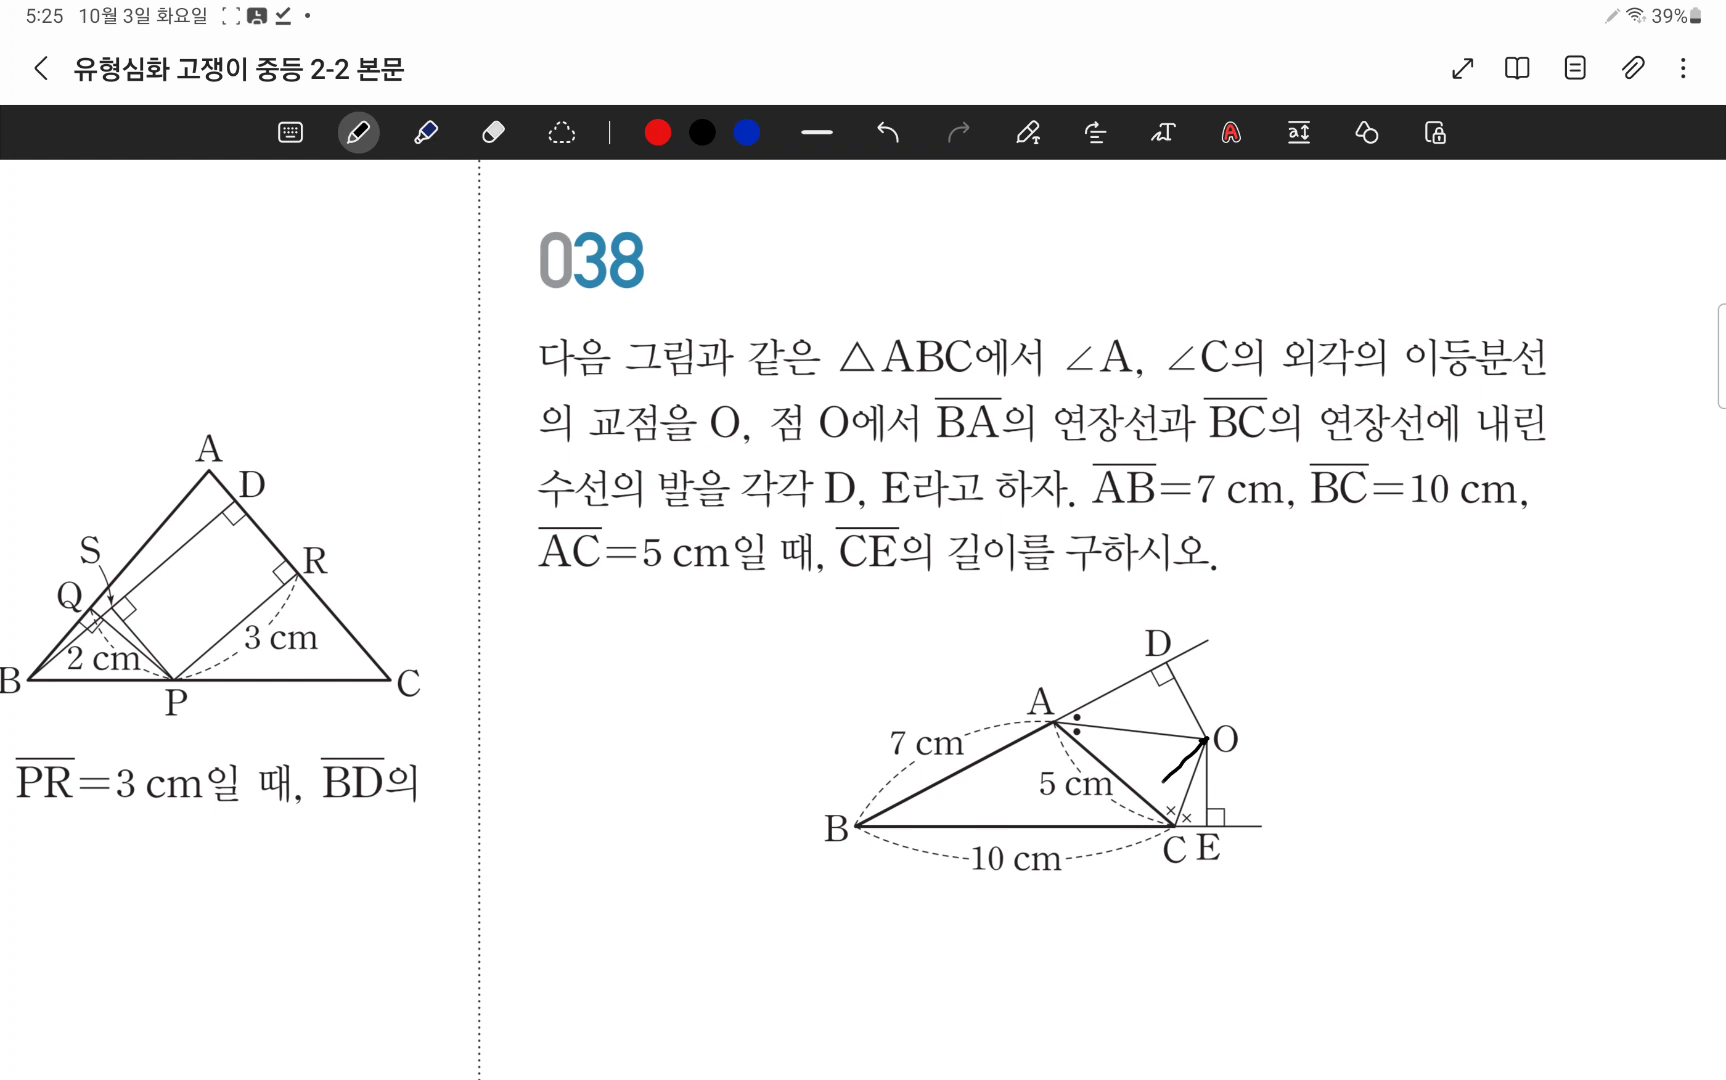 5:25 10월 3일 화요일
39%
유형심화 고쟁이 중등 2-2 본문
038
다음 그림과 같은 △ABC에서 ∠A, ∠C의 외각의 이등분선
의 교점을 O, 점 O에서 BA의 연장선과 BC의 연장선에 내린
수선의 발을 각각 D, E라고 하자. AB=7 cm, BC=10 cm,
AC=5 cm일 때, CE의 길이를 구하시오.
A
D
S
R
Q
3 cm
2 cm
B
C
P
PR=3 cm일 때, BD의
D
A
7 cm
O
5 cm
B
C E
10 cm